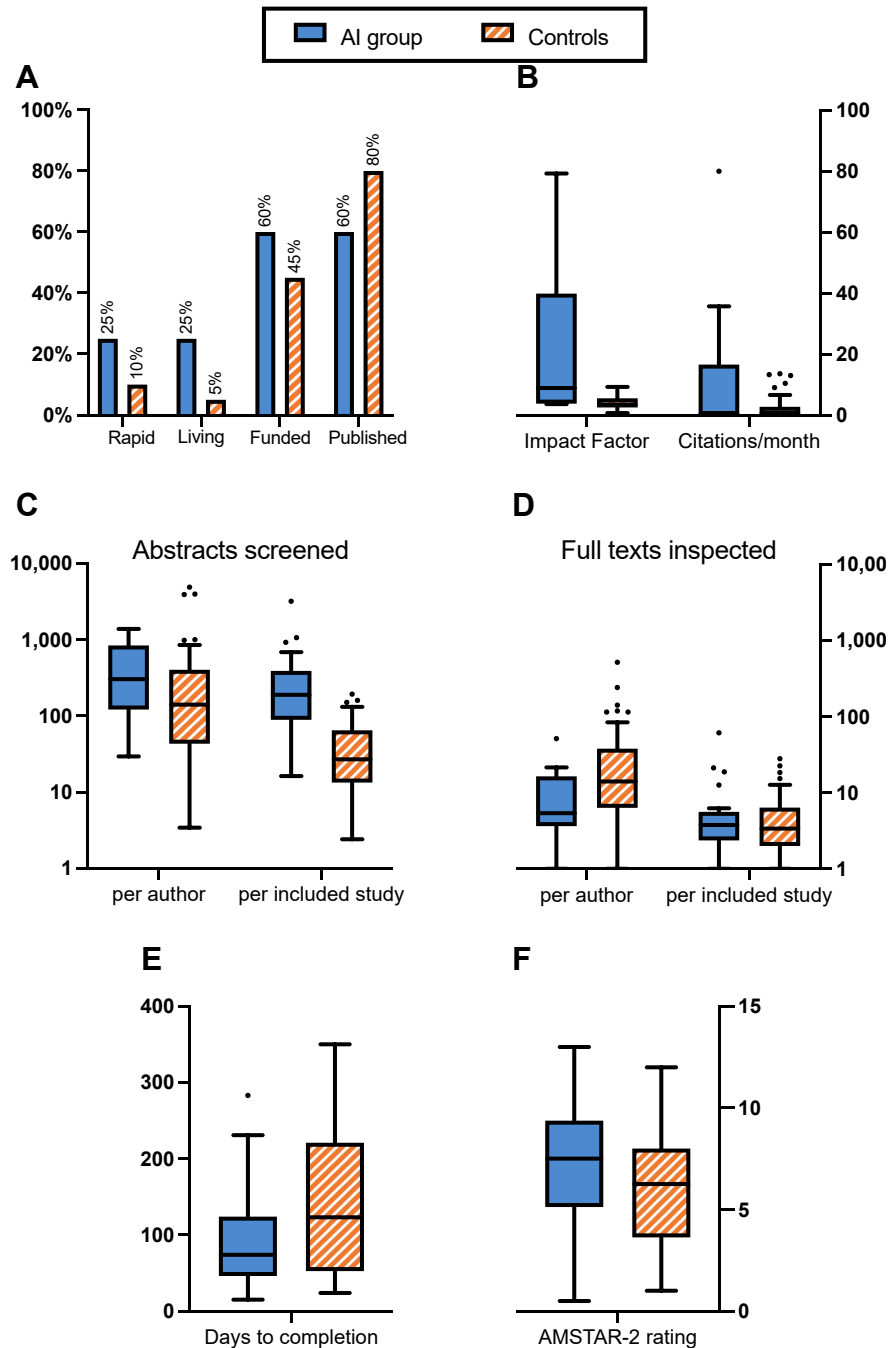 AI group Controls
A
B
100%
80%
60%
40%
20%
0%
25%
10%
25%
5%
60%
45%
60%
80%
Rapid Living Funded Published
100
80
60
40
20
0
Impact Factor Citations/month
C
D
Abstracts screened
10,000
1,000
100
10
1
per author per included study
Full texts inspected
10,00
1,000
100
10
1
per author per included study
E
F
400
300
200
100
0
Days to completion
15
10
5
0
AMSTAR-2 rating